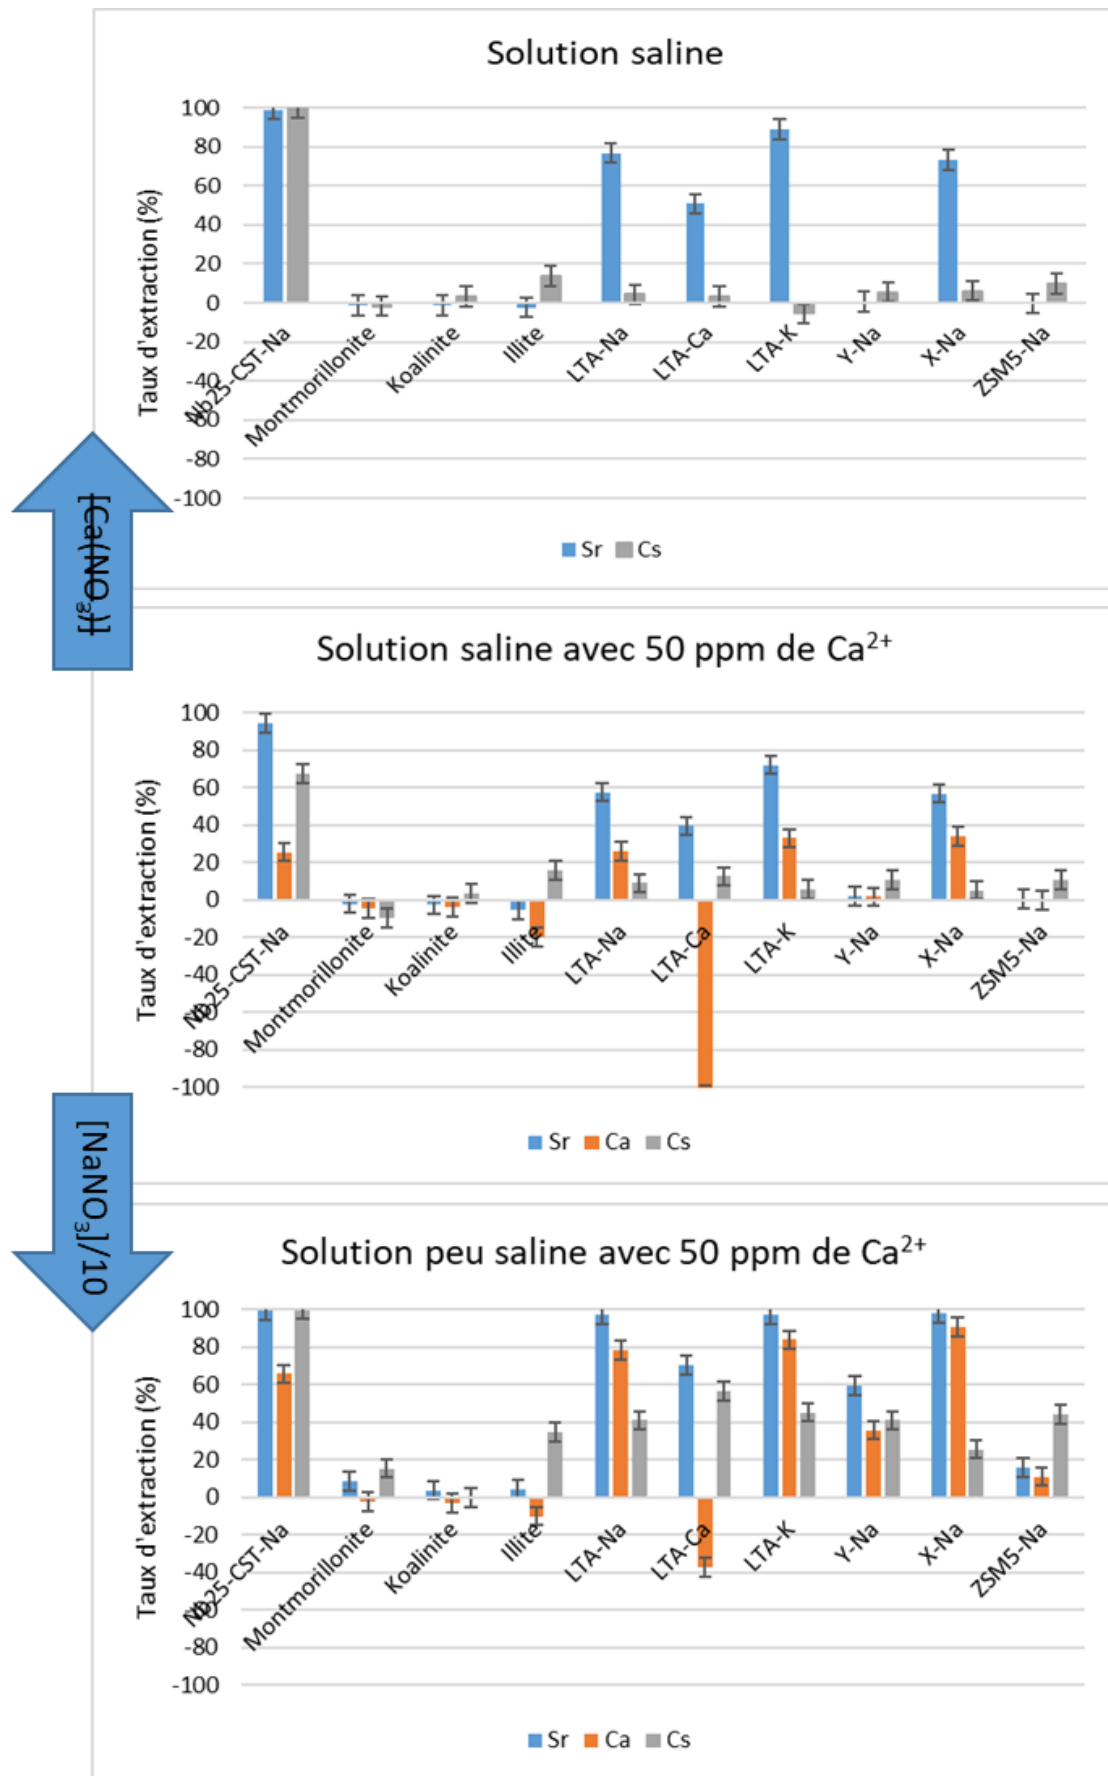 Solution saline
Taux d'extraction (%)
100
80
60
40
20
0
-20
-40
-60
-80
-100
Nb25-CST-Na
Montmorillonite
Koalinite
Illite
LTA-Na
LTA-Ca
LTA-K
Y-Na
X-Na
ZSM5-Na
Sr Cs
[Ca(NO₃)]
Solution saline avec 50 ppm de Ca²⁺
Taux d'extraction (%)
100
80
60
40
20
0
-20
-40
-60
-80
-100
Nb25-CST-Na
Montmorillonite
Koalinite
Illite
LTA-Na
LTA-Ca
LTA-K
Y-Na
X-Na
ZSM5-Na
Sr Ca Cs
[NaNO₃]/10
Solution peu saline avec 50 ppm de Ca²⁺
Taux d'extraction (%)
100
80
60
40
20
0
-20
-40
-60
-80
-100
Nb25-CST-Na
Montmorillonite
Koalinite
Illite
LTA-Na
LTA-Ca
LTA-K
Y-Na
X-Na
ZSM5-Na
Sr Ca Cs